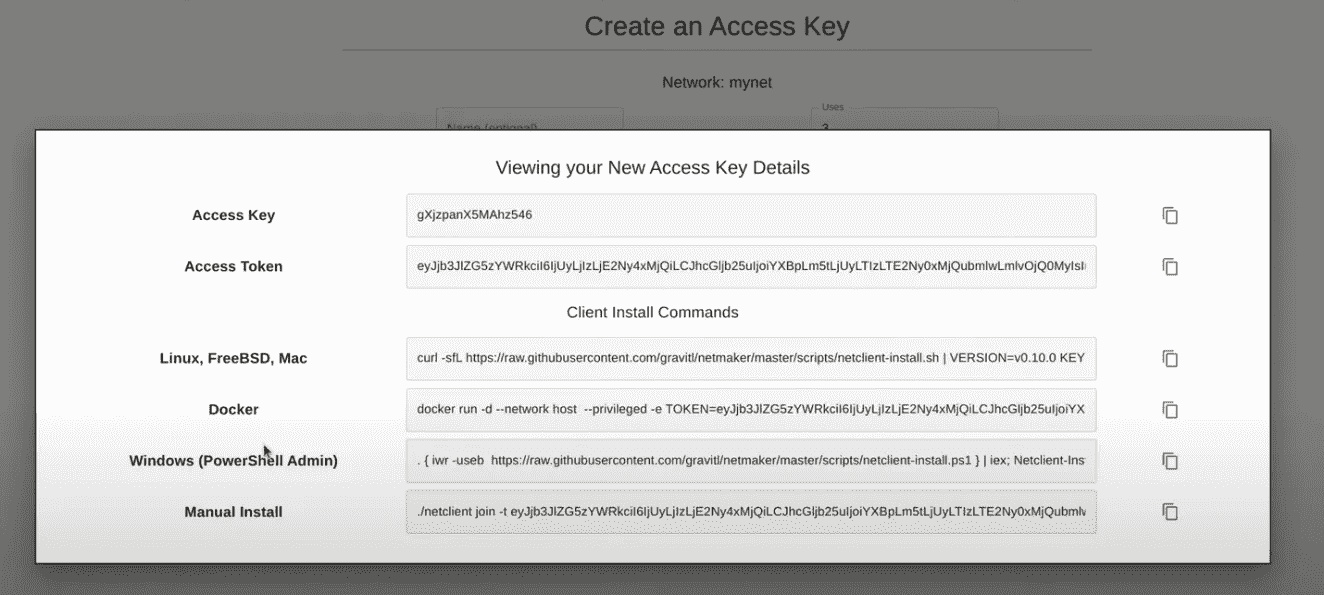 Create an Access Key
Network: mynet
Name (optional)
Uses
3
Viewing your New Access Key Details
Access Key
gXjzpanX5MAhz546
Access Token
eyJjb3JlZG5zYWRkciI6IjUyLjIzLjE2Ny4xMjQiLCJhcGljb25uIjoiYXBpLm5tLjUyLTIzLTE2Ny0xMjQubmlwLmlvOjQ0MyIsI
Client Install Commands
Linux, FreeBSD, Mac
curl -sfL https://raw.githubusercontent.com/gravitl/netmaker/master/scripts/netclient-install.sh | VERSION=v0.10.0 KEY
Docker
docker run -d --network host --privileged -e TOKEN=eyJjb3JlZG5zYWRkciI6IjUyLjIzLjE2Ny4xMjQiLCJhcGljb25uIjoiYX
Windows (PowerShell Admin)
. { iwr -useb https://raw.githubusercontent.com/gravitl/netmaker/master/scripts/netclient-install.ps1 } | iex; Netclient-Ins
Manual Install
./netclient join -t eyJjb3JlZG5zYWRkciI6IjUyLjIzLjE2Ny4xMjQiLCJhcGljb25uIjoiYXBpLm5tLjUyLTIzLTE2Ny0xMjQubmlw